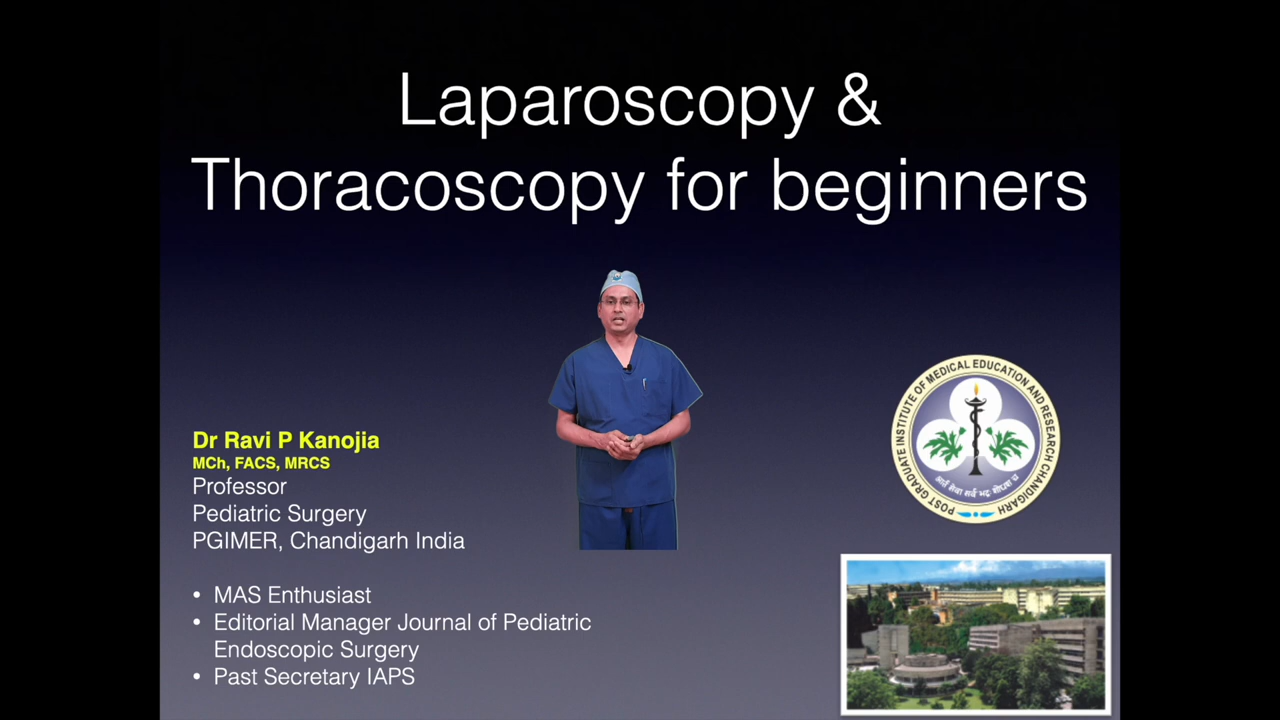 Laparoscopy &
Thoracoscopy for beginners
Dr Ravi P Kanojia
MCh, FACS, MRCS
Professor
Pediatric Surgery
PGIMER, Chandigarh India
• MAS Enthusiast
• Editorial Manager Journal of Pediatric
Endoscopic Surgery
• Past Secretary IAPS
POST GRADUATE INSTITUTE OF MEDICAL EDUCATION AND RESEARCH CHANDIGARH